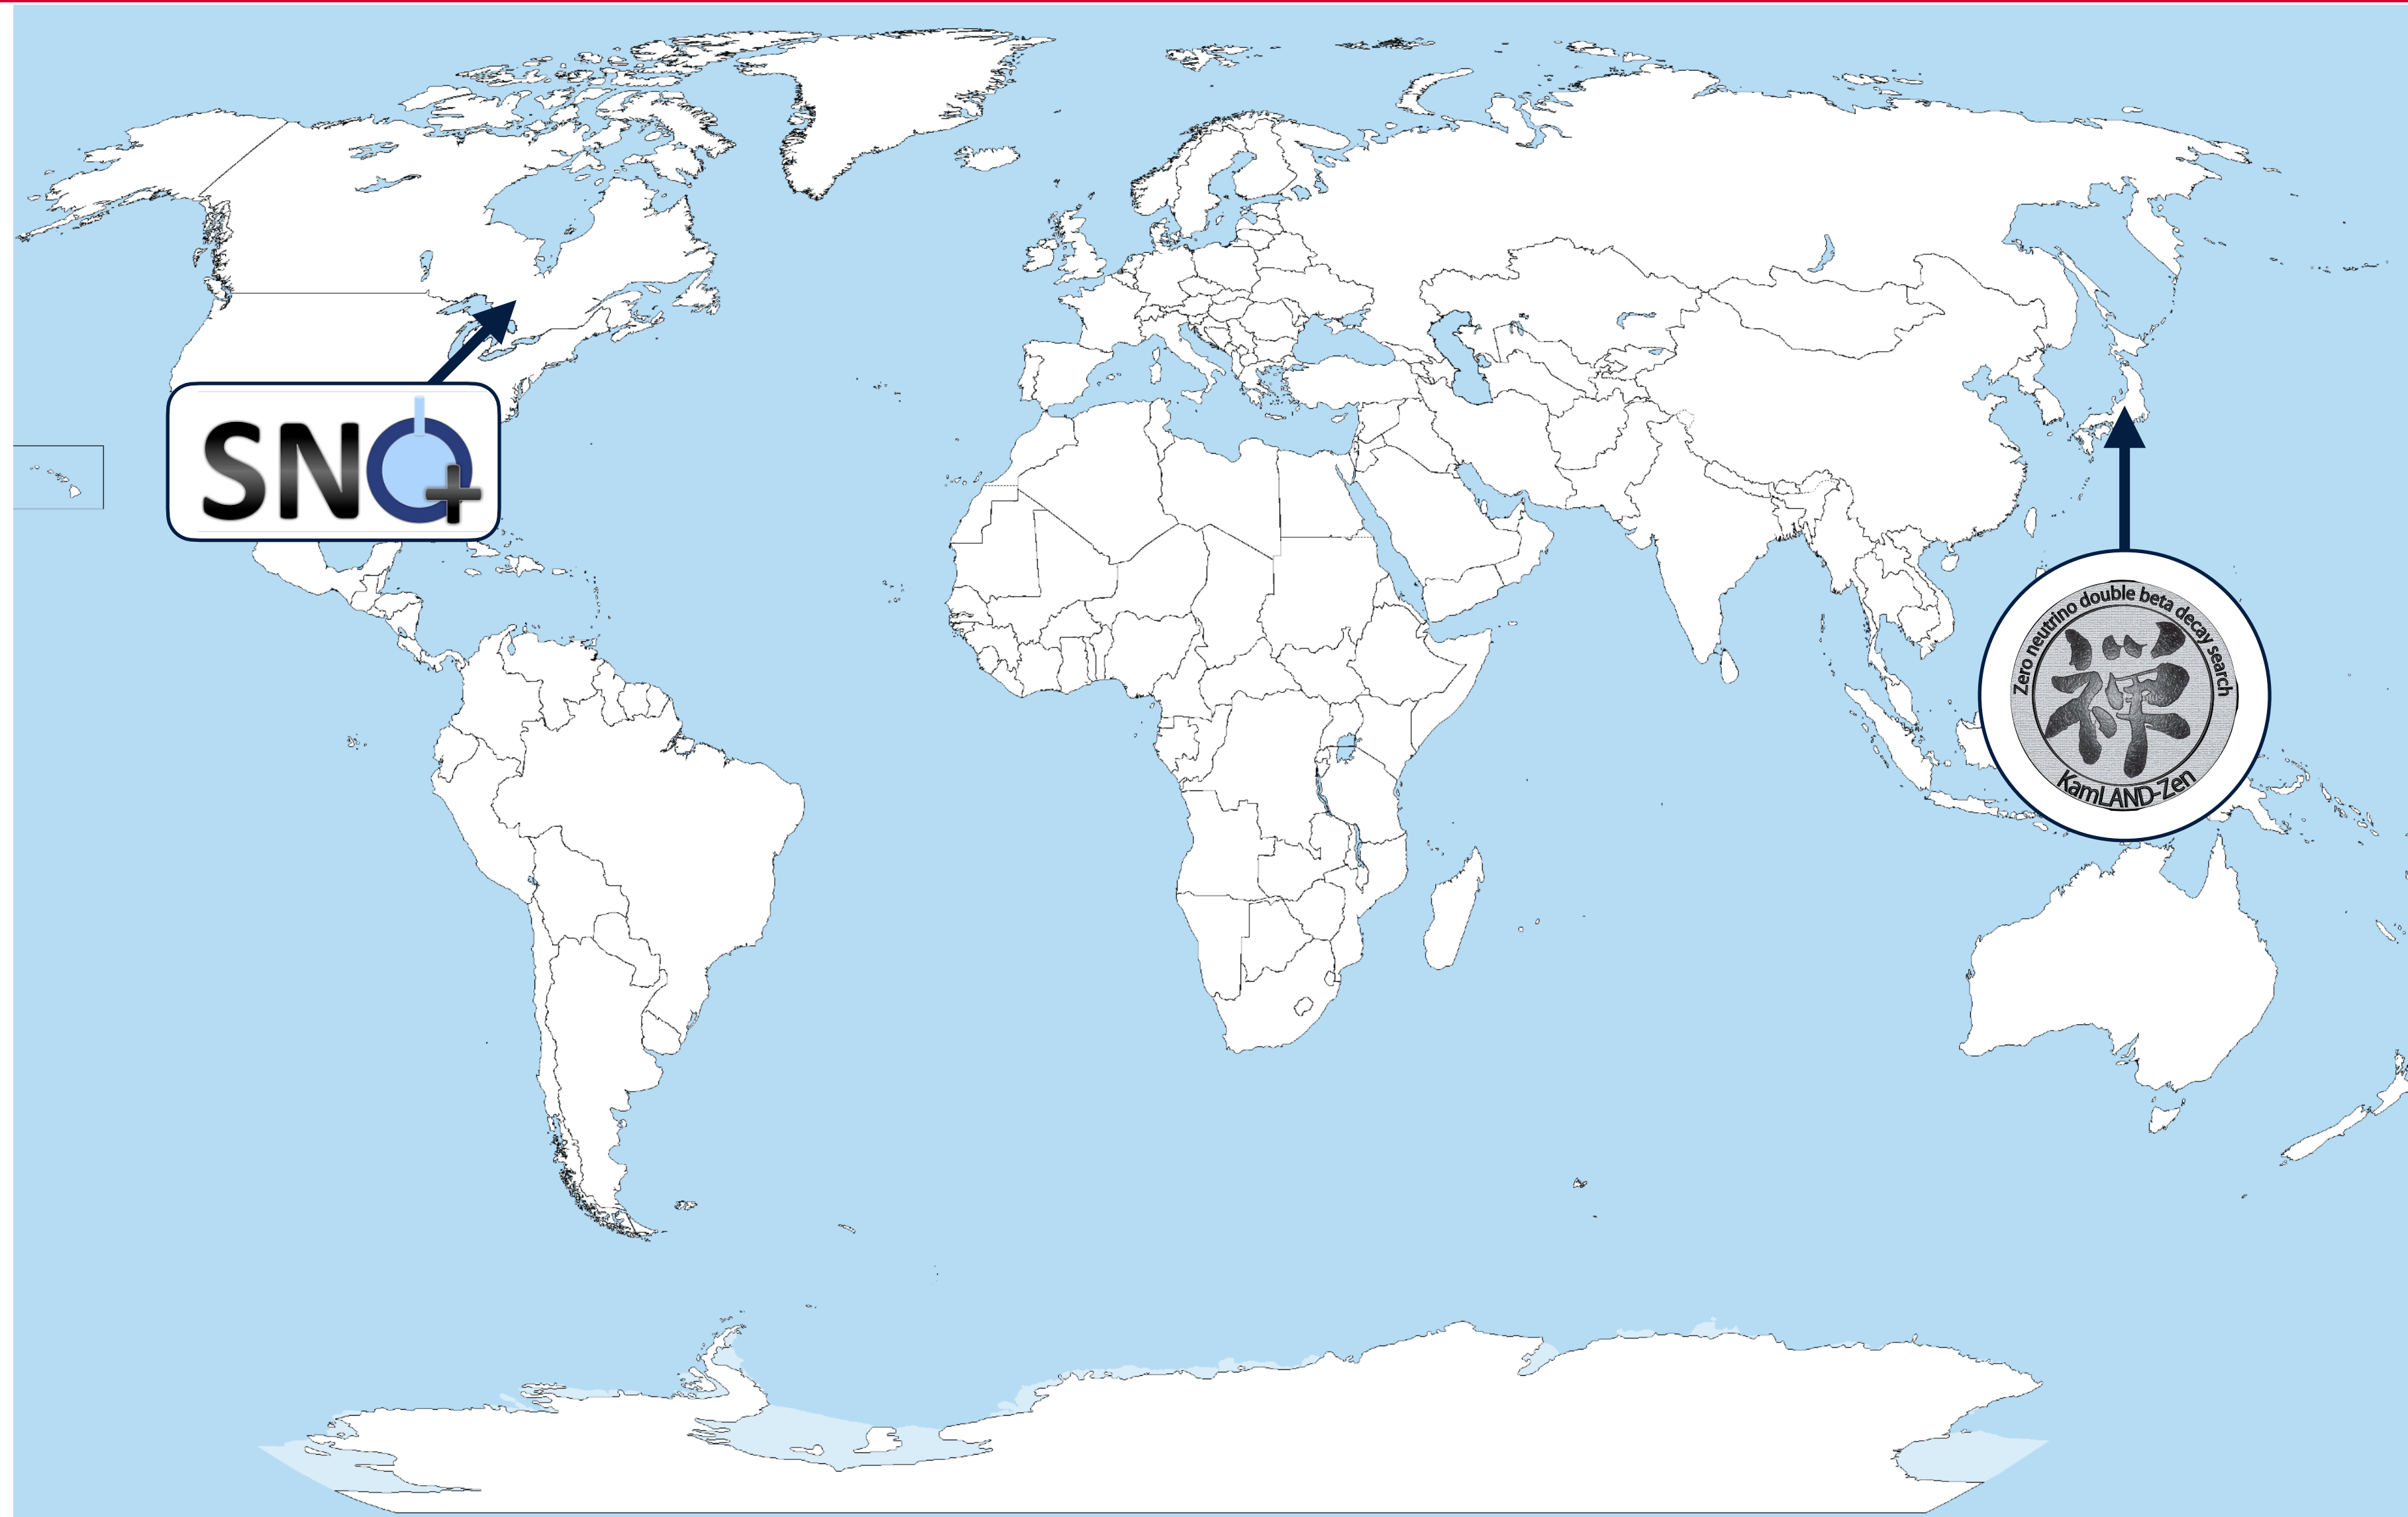 SNO+
Zero neutrino double beta decay search
禅
KamLAND-Zen